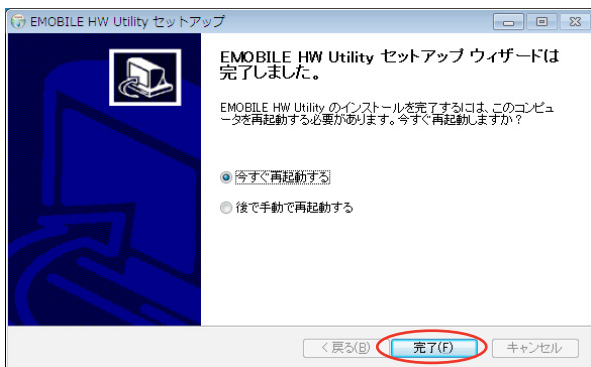 EMOBILE HW Utility セットアップ
EMOBILE HW Utility セットアップ ウィザードは
完了しました。
EMOBILE HW Utility のインストールを完了するには、このコンピュ
ータを再起動する必要があります。今すぐ再起動しますか？
今すぐ再起動する
後で手動で再起動する
< 戻る(B)
完了(F)
キャンセル